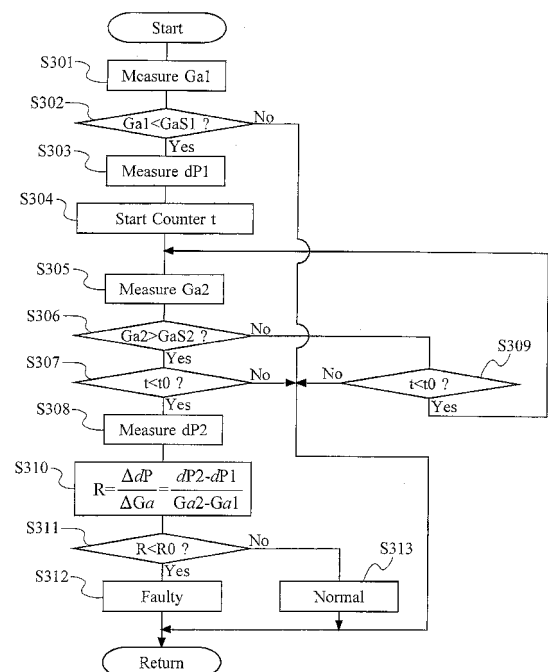 Start
S301
Measure Ga1
S302
Ga1<GaS1 ?
No
Yes
S303
Measure dP1
S304
Start Counter t
S305
Measure Ga2
S306
Ga2>GaS2 ?
No
Yes
S307
t<t0 ?
No
Yes
No
t<t0 ?
S309
Yes
S308
Measure dP2
S310
R=ΔdP/ΔGa=dP2-dP1/Ga2-Ga1
S311
R<R0 ?
No
Yes
S312
Faulty
S313
Normal
Return